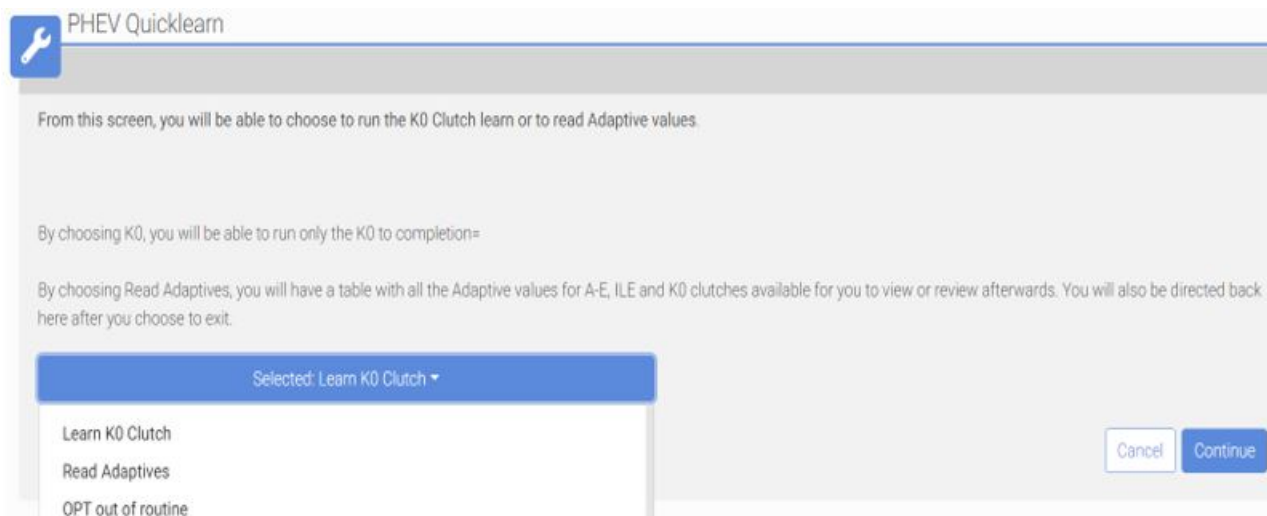 PHEV Quicklearn
From this screen, you will be able to choose to run the K0 Clutch learn or to read Adaptive values.
By choosing K0, you will be able to run only the K0 to completion=
By choosing Read Adaptives, you will have a table with all the Adaptive values for A-E, ILE and K0 clutches available for you to view or review afterwards. You will also be directed back
here after you choose to exit.
Selected: Learn K0 Clutch
Learn K0 Clutch
Read Adaptives
OPT out of routine
Cancel Continue